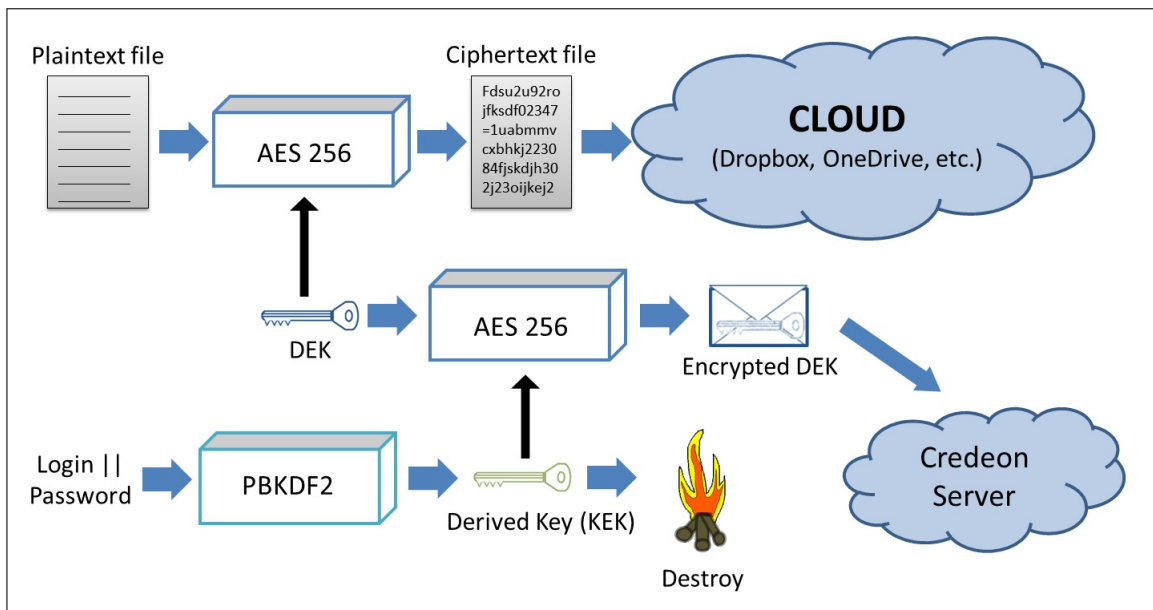 Plaintext file
Ciphertext file
Fdsu2u92ro
jfksdf02347
=1uabmmv
cxbhkj2230
84fjskdjh30
2j23oijkej2
AES 256
CLOUD
(Dropbox, OneDrive, etc.)
DEK
AES 256
Encrypted DEK
Login ||
Password
PBKDF2
Derived Key (KEK)
Destroy
Credeon
Server